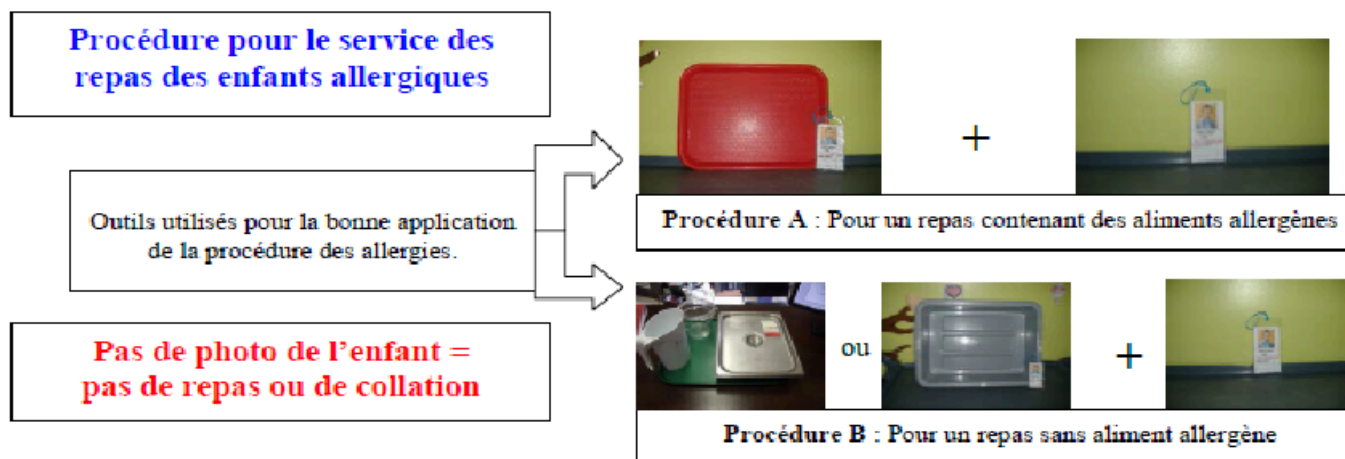 Procédure pour le service des
repas des enfants allergiques
Outils utilisés pour la bonne application
de la procédure des allergies.
Pas de photo de l’enfant =
pas de repas ou de collation
+
Procédure A : Pour un repas contenant des aliments allergènes
ou
+
Procédure B : Pour un repas sans aliment allergène